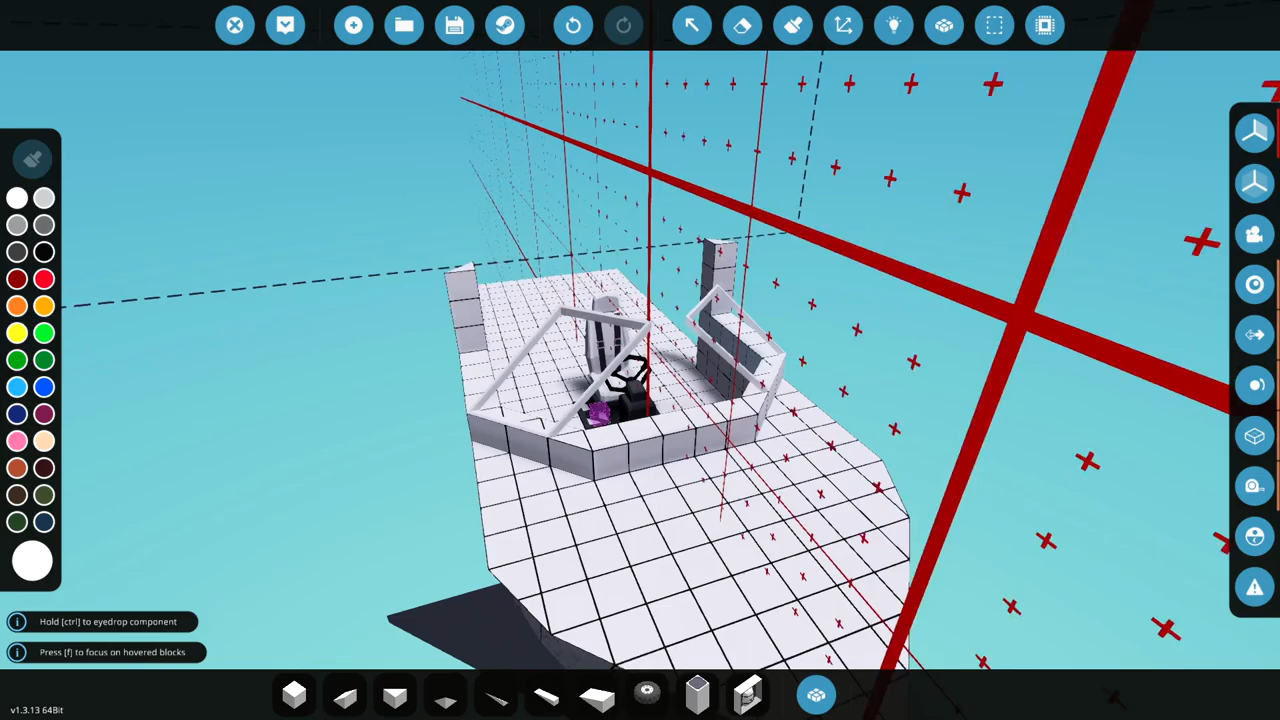 Hold [ctrl] to eyedrop component
Press [f] to focus on hovered blocks
v1.3.13 64Bit